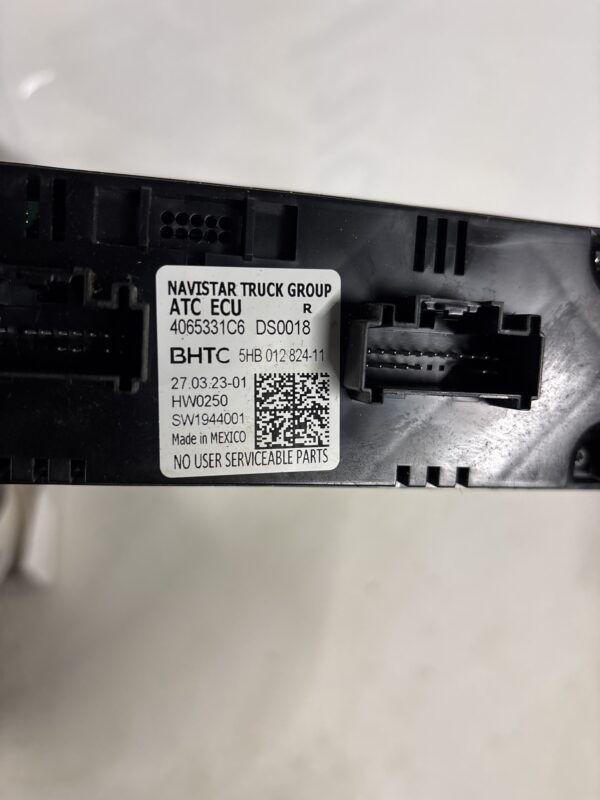 NAVISTAR TRUCK GROUP
ATC ECU R
4065331C6 DS0018
BHTC 5HB 012 824-11
27.03.23-01
HW0250
SW1944001
Made in MEXICO
NO USER SERVICEABLE PARTS